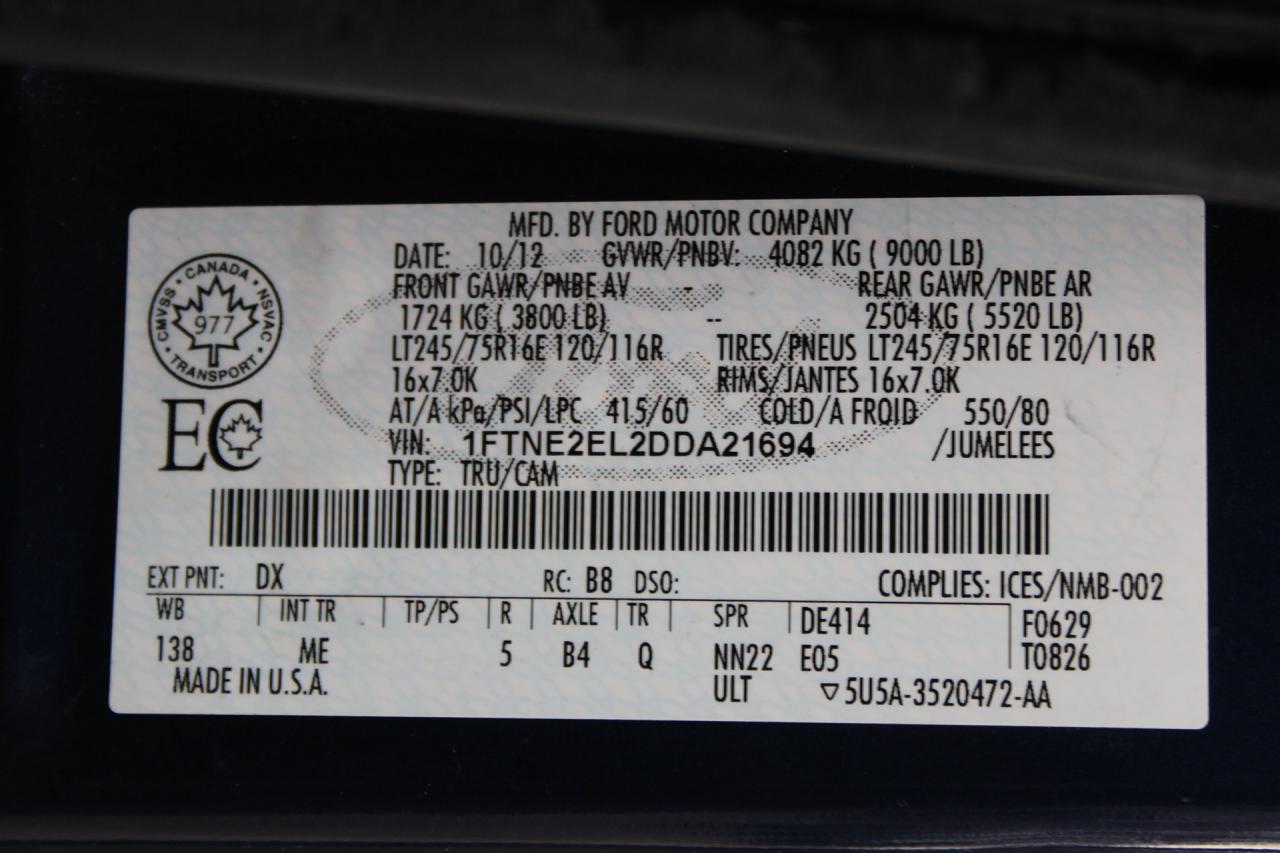 MFD. BY FORD MOTOR COMPANY
DATE: 10/12 GVWR/PNBV: 4082 KG ( 9000 LB)
FRONT GAWR/PNBE AV - REAR GAWR/PNBE AR
1724 KG ( 3800 LB) -- 2504 KG ( 5520 LB)
LT245/75R16E 120/116R TIRES/PNEUS LT245/75R16E 120/116R
16x7.0K RIMS/JANTES 16x7.0K
AT/A kPa/PSI/LPC 415/60 COLD/A FROID 550/80
VIN: 1FTNE2EL2DDA21694 /JUMELEES
TYPE: TRU/CAM
CANADA
CMVSS 977 NSVAC
TRANSPORT
EC
EXT PNT: DX RC: B8 DSO: COMPLIES: ICES/NMB-002
WB INT TR TP/PS R AXLE TR SPR DE414 F0629
138 ME 5 B4 Q NN22 E05 T0826
MADE IN U.S.A. ULT ▽5U5A-3520472-AA